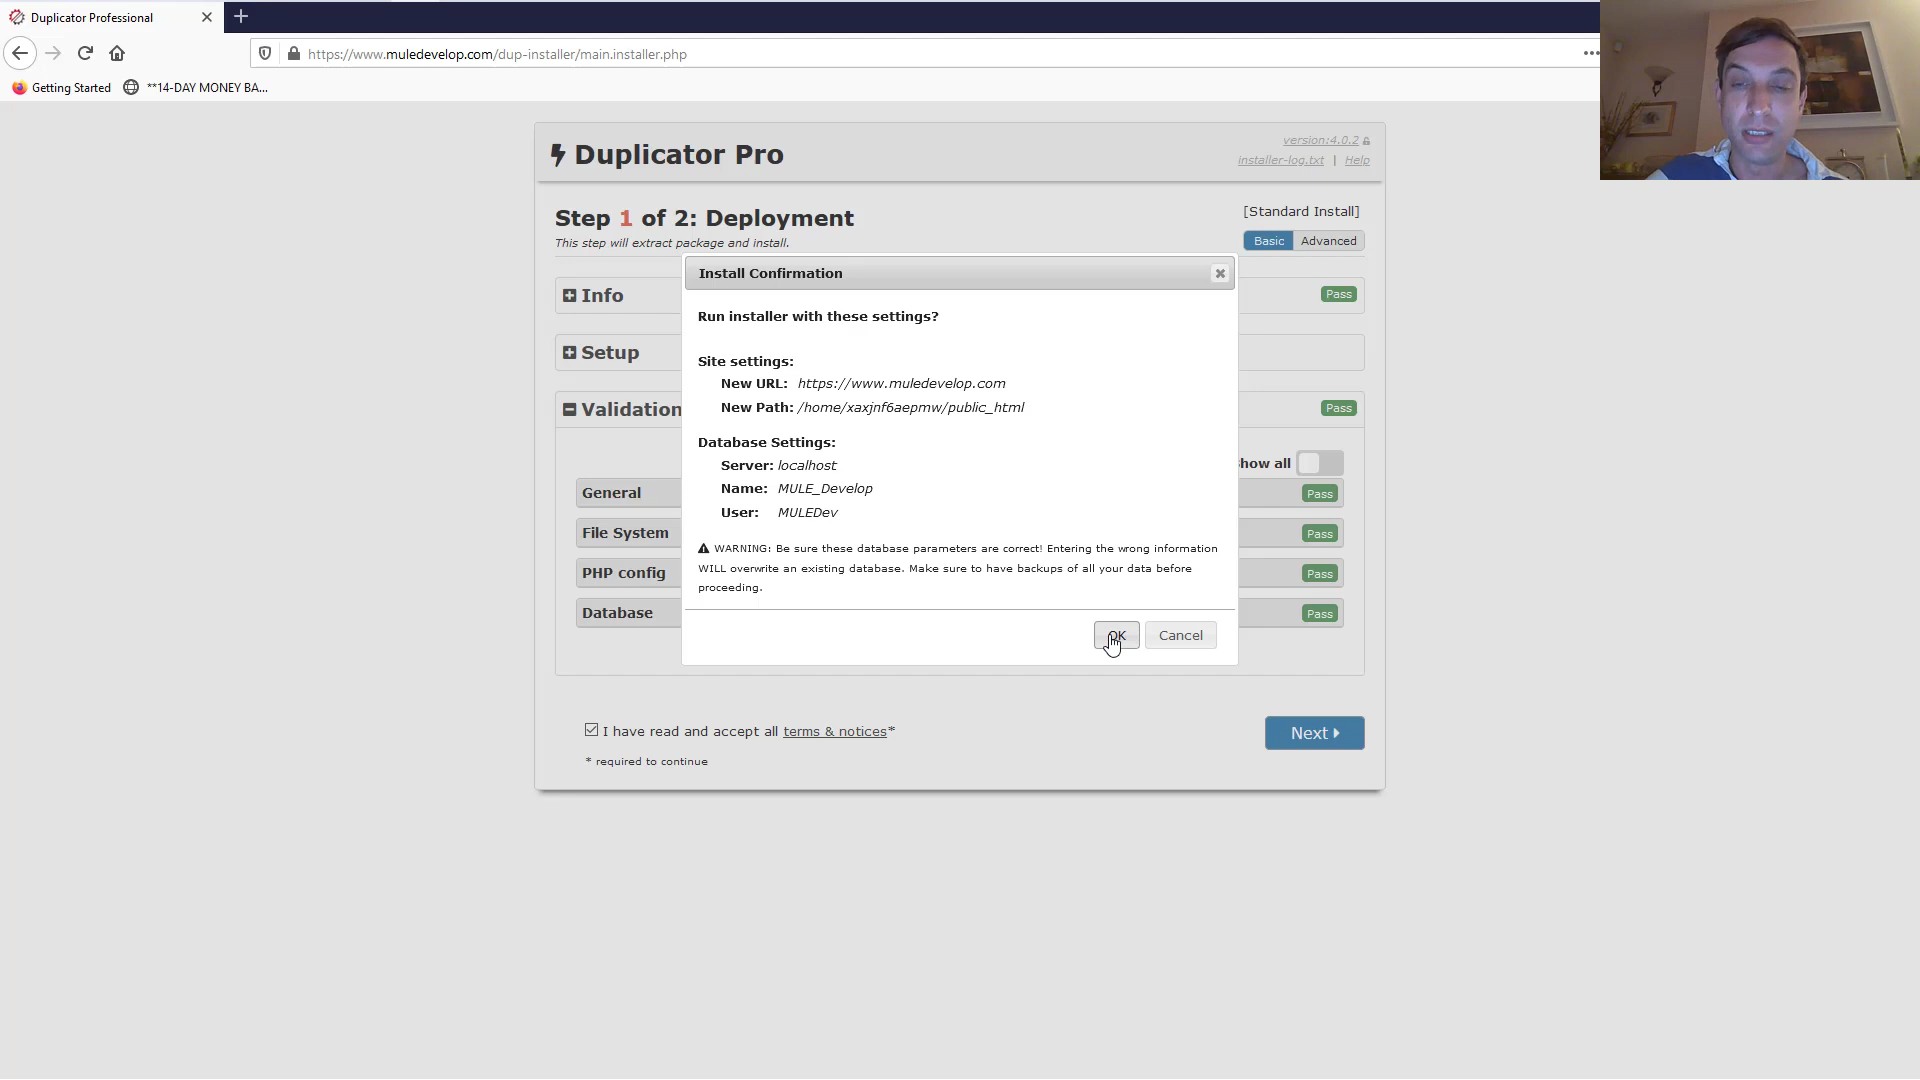 Duplicator Professional
https://www.muledevelop.com/dup-installer/main.installer.php
Getting Started
**14-DAY MONEY BA...
Duplicator Pro
version:4.0.2
installer-log.txt | Help
Step 1 of 2: Deployment
[Standard Install]
This step will extract package and install.
Basic
Advanced
Install Confirmation
Info
Pass
Run installer with these settings?
Setup
Site settings:
New URL: https://www.muledevelop.com
New Path: /home/xaxjnf6aepmw/public_html
Validation
Pass
Database Settings:
Server: localhost
how all
Name: MULE_Develop
General
Pass
User: MULEDev
File System
Pass
WARNING: Be sure these database parameters are correct! Entering the wrong information
WILL overwrite an existing database. Make sure to have backups of all your data before
proceeding.
PHP config
Pass
Database
Pass
OK
Cancel
I have read and accept all terms & notices*
Next
* required to continue